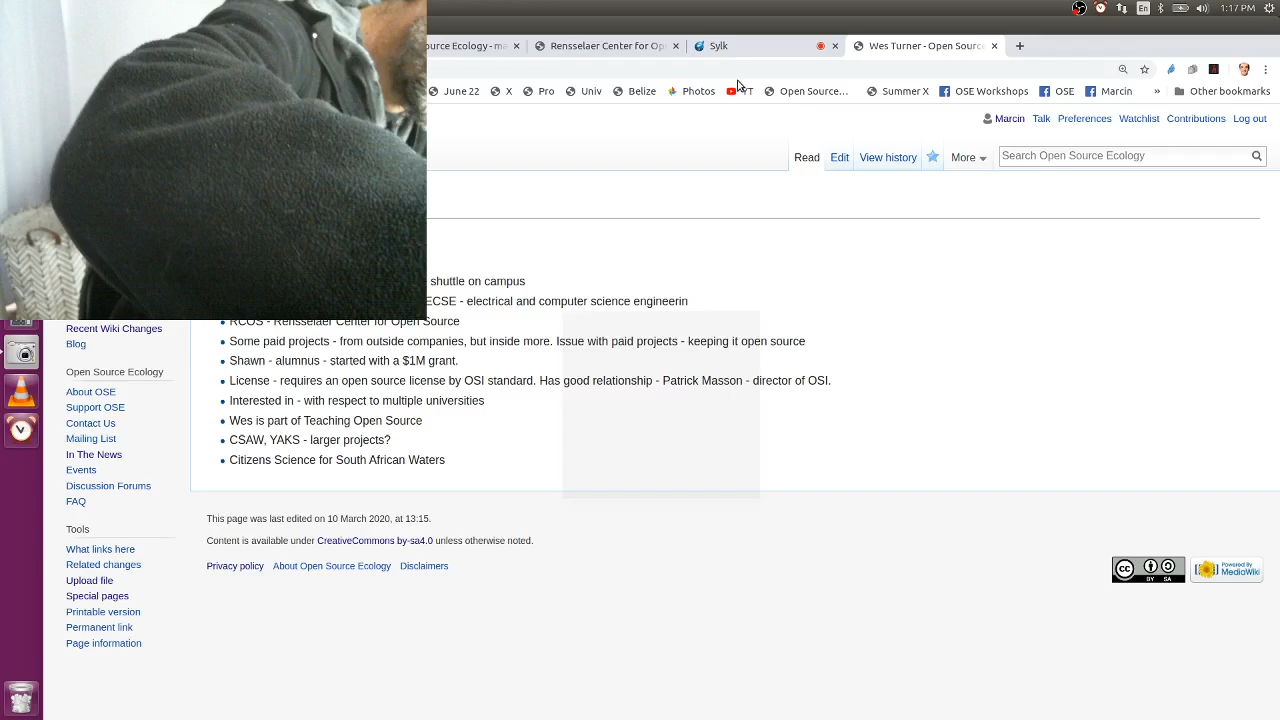 En 1:17 PM
ource Ecology - ma × Rensselaer Center for Op × Sylk × Wes Turner - Open Source × +
June 22 X Pro Univ Belize Photos YT Open Source... Summer X OSE Workshops OSE Marcin » Other bookmarks
Marcin Talk Preferences Watchlist Contributions Log out
Read Edit View history More Search Open Source Ecology
shuttle on campus
ECSE - electrical and computer science engineerin
RCOS - Rensselaer Center for Open Source
Some paid projects - from outside companies, but inside more. Issue with paid projects - keeping it open source
Shawn - alumnus - started with a $1M grant.
License - requires an open source license by OSI standard. Has good relationship - Patrick Masson - director of OSI.
Interested in - with respect to multiple universities
Wes is part of Teaching Open Source
CSAW, YAKS - larger projects?
Citizens Science for South African Waters
Recent Wiki Changes
Blog
Open Source Ecology
About OSE
Support OSE
Contact Us
Mailing List
In The News
Events
Discussion Forums
FAQ
Tools
What links here
Related changes
Upload file
Special pages
Printable version
Permanent link
Page information
This page was last edited on 10 March 2020, at 13:15.
Content is available under CreativeCommons by-sa4.0 unless otherwise noted.
Privacy policy About Open Source Ecology Disclaimers
cc BY SA
Powered By MediaWiki